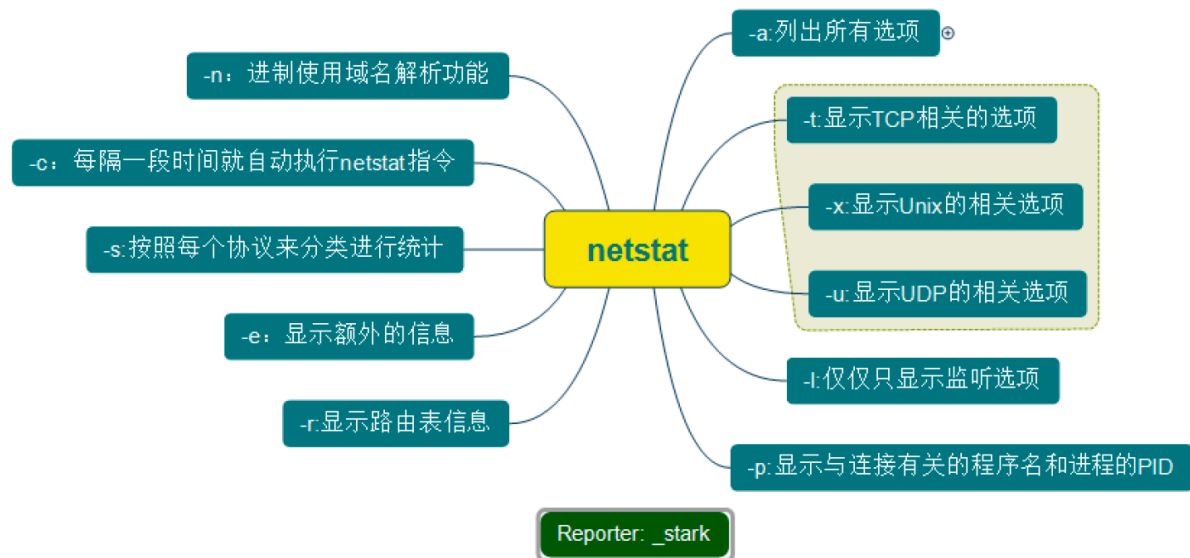 -a:列出所有选项
-n：进制使用域名解析功能
-t:显示TCP相关的选项
-c：每隔一段时间就自动执行netstat指令
-x:显示Unix的相关选项
netstat
-s:按照每个协议来分类进行统计
-u:显示UDP的相关选项
-e：显示额外的信息
-l:仅仅只显示监听选项
-r:显示路由表信息
-p:显示与连接有关的程序名和进程的PID
Reporter: _stark